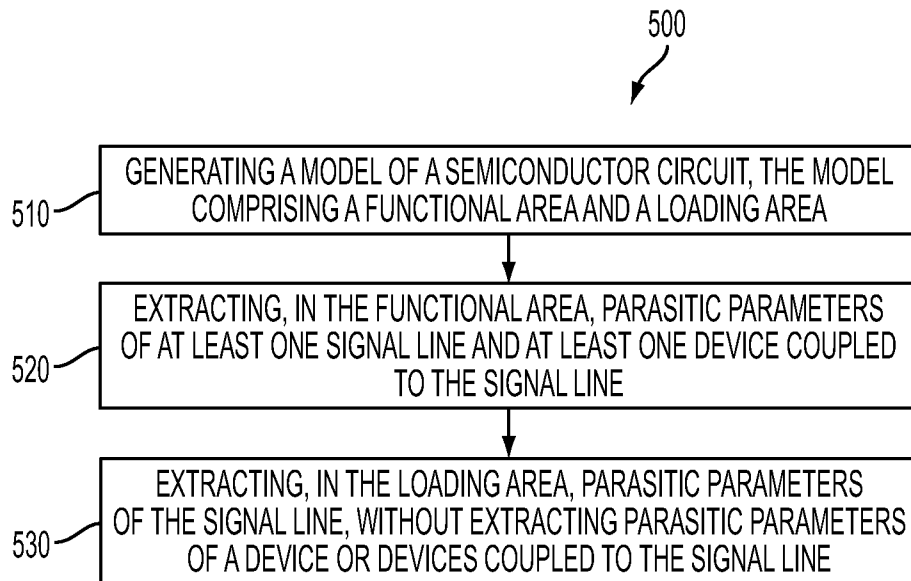 500
510
GENERATING A MODEL OF A SEMICONDUCTOR CIRCUIT, THE MODEL
COMPRISING A FUNCTIONAL AREA AND A LOADING AREA
520
EXTRACTING, IN THE FUNCTIONAL AREA, PARASITIC PARAMETERS
OF AT LEAST ONE SIGNAL LINE AND AT LEAST ONE DEVICE COUPLED
TO THE SIGNAL LINE
530
EXTRACTING, IN THE LOADING AREA, PARASITIC PARAMETERS
OF THE SIGNAL LINE, WITHOUT EXTRACTING PARASITIC PARAMETERS
OF A DEVICE OR DEVICES COUPLED TO THE SIGNAL LINE